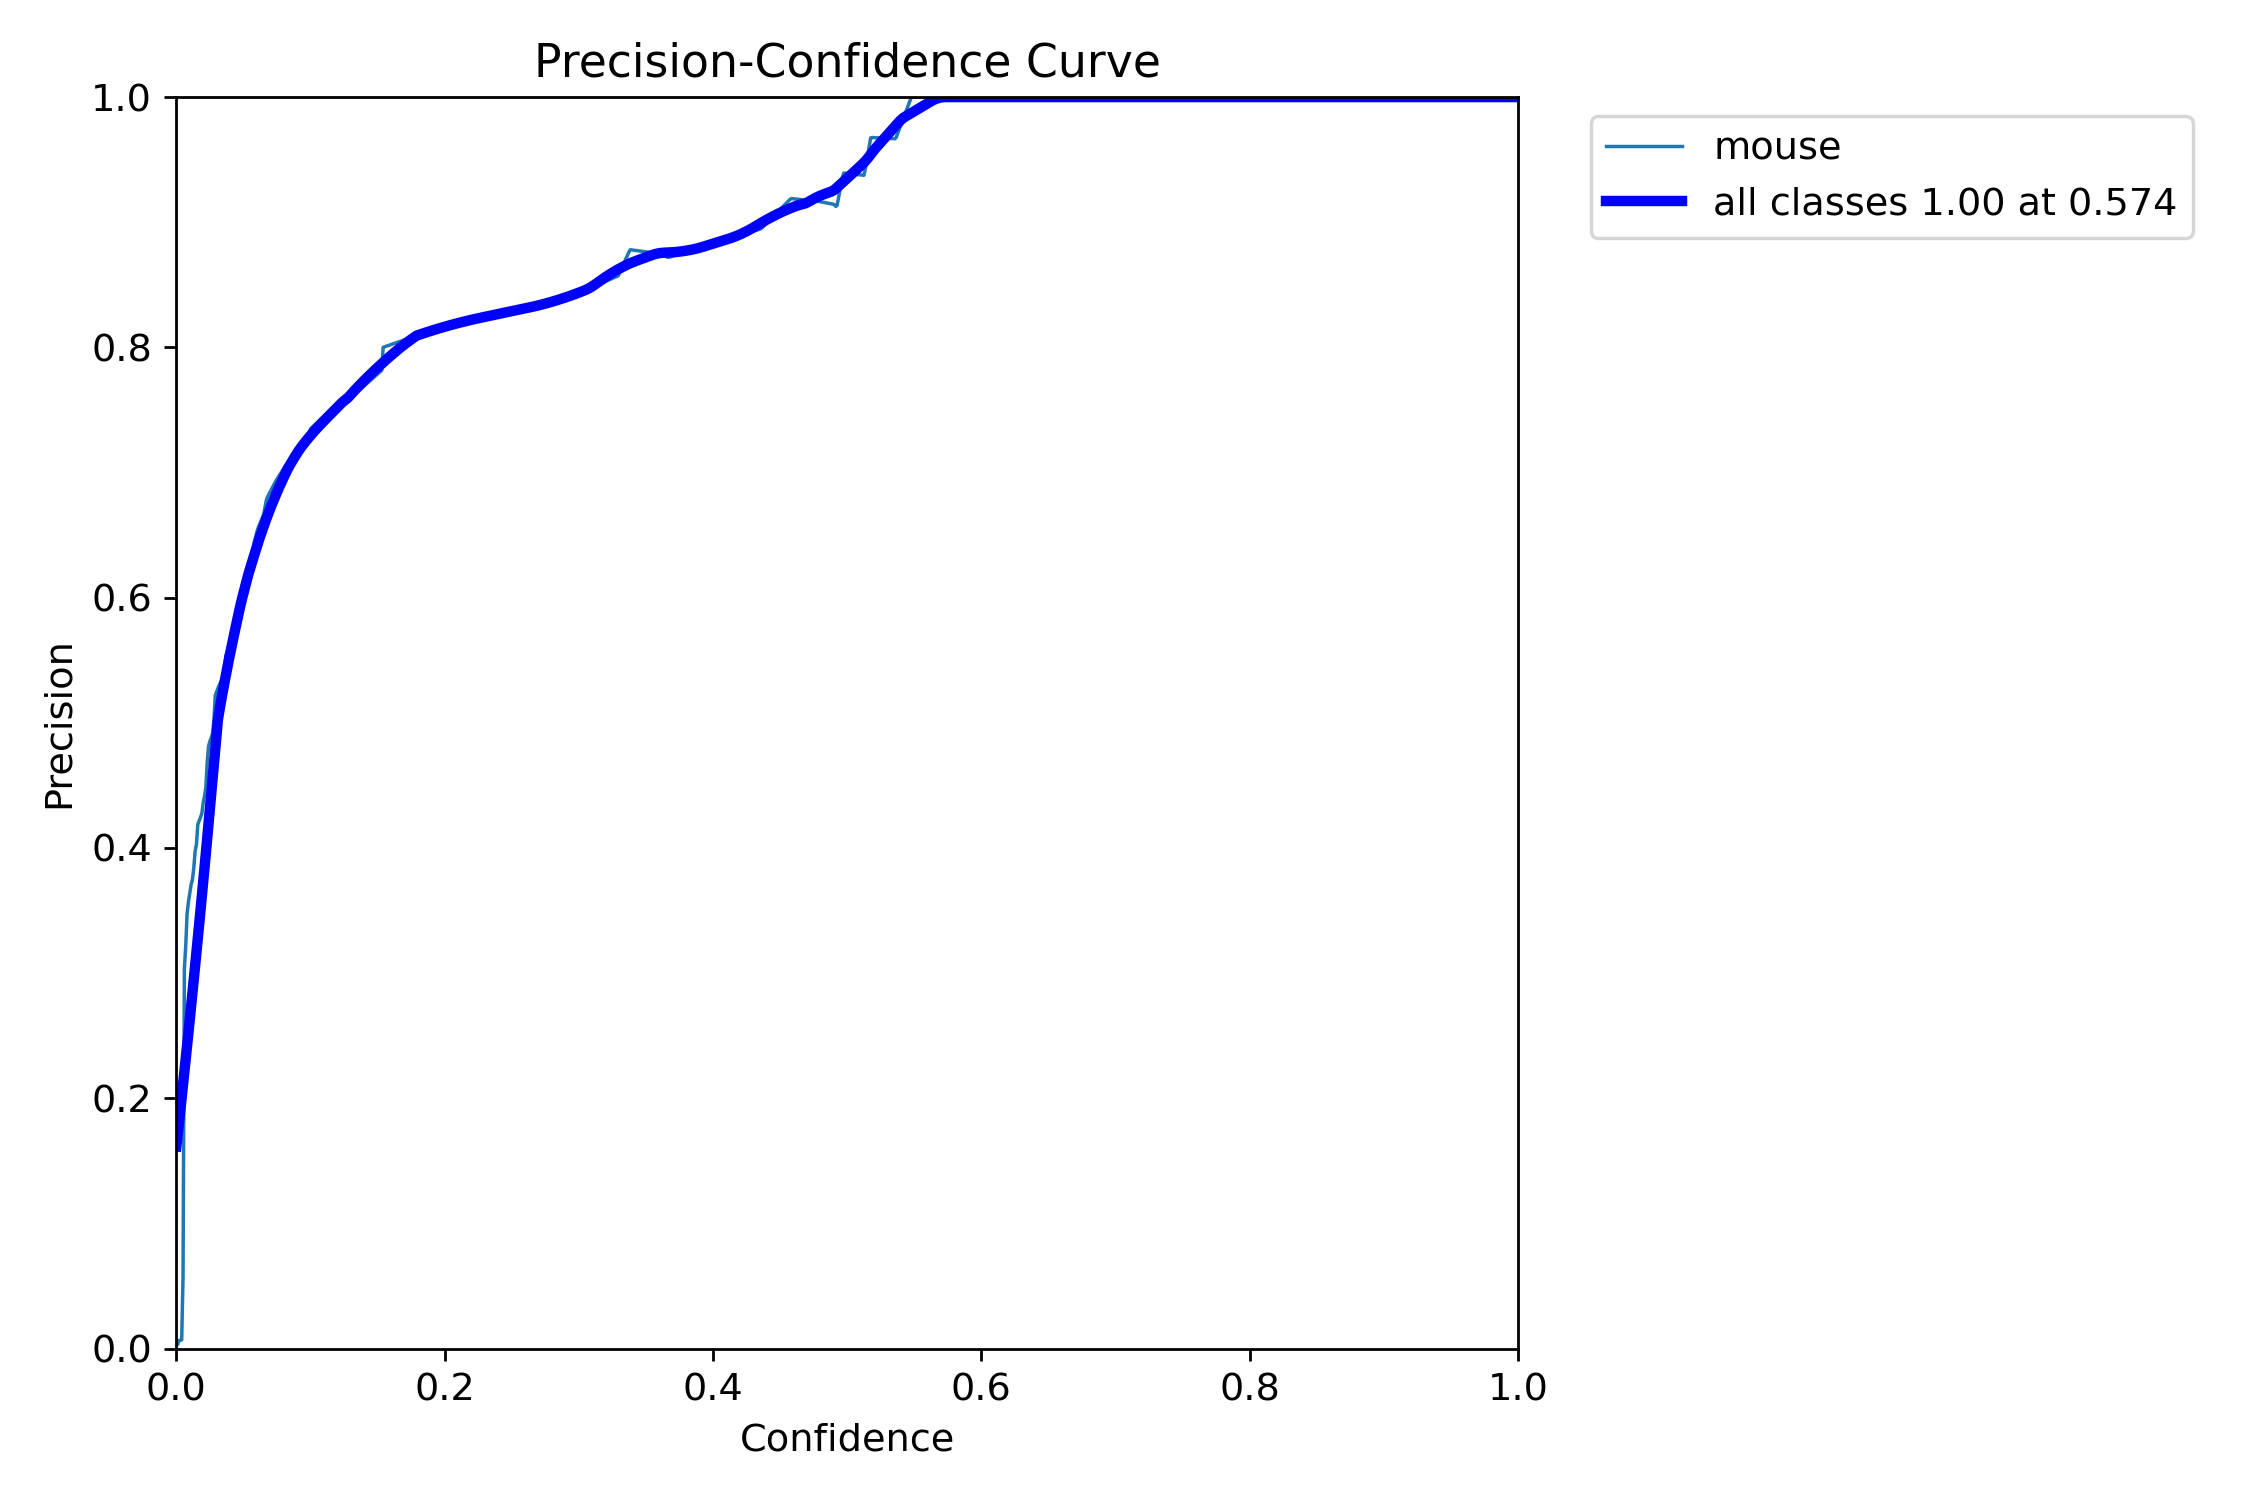 Precision-Confidence Curve
1.0
0.8
0.6
0.4
0.2
0.0
Precision
0.0 0.2 0.4 0.6 0.8 1.0
Confidence
mouse
all classes 1.00 at 0.574